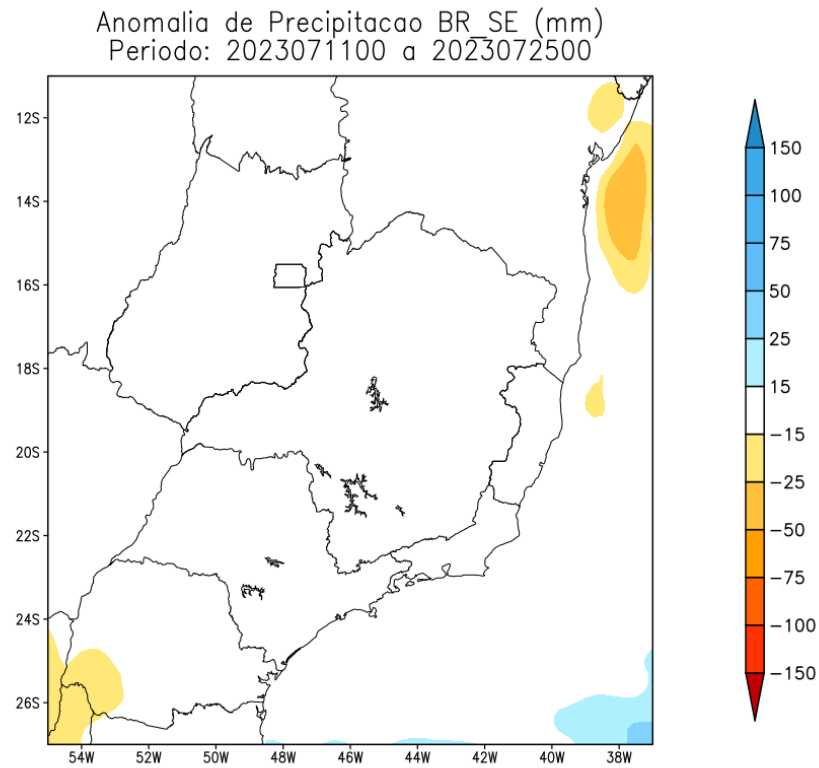 Anomalia de Precipitacao BR_SE (mm)
Periodo: 2023071100 a 2023072500
12S
14S
16S
18S
20S
22S
24S
26S
54W 52W 50W 48W 46W 44W 42W 40W 38W
150
100
75
50
25
15
-15
-25
-50
-75
-100
-150